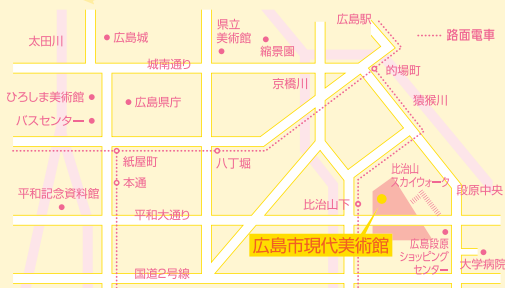 広島駅
県立
美術館
縮景園
路面電車
太田川
広島城
城南通り
的場町
京橋川
猿猴川
ひろしま美術館
広島県庁
バスセンター
紙屋町
八丁堀
本通
比治山
スカイウォーク
段原中央
平和記念資料館
比治山下
平和大通り
広島市現代美術館
広島段原
ショッピング
センター
大学病院
国道2号線